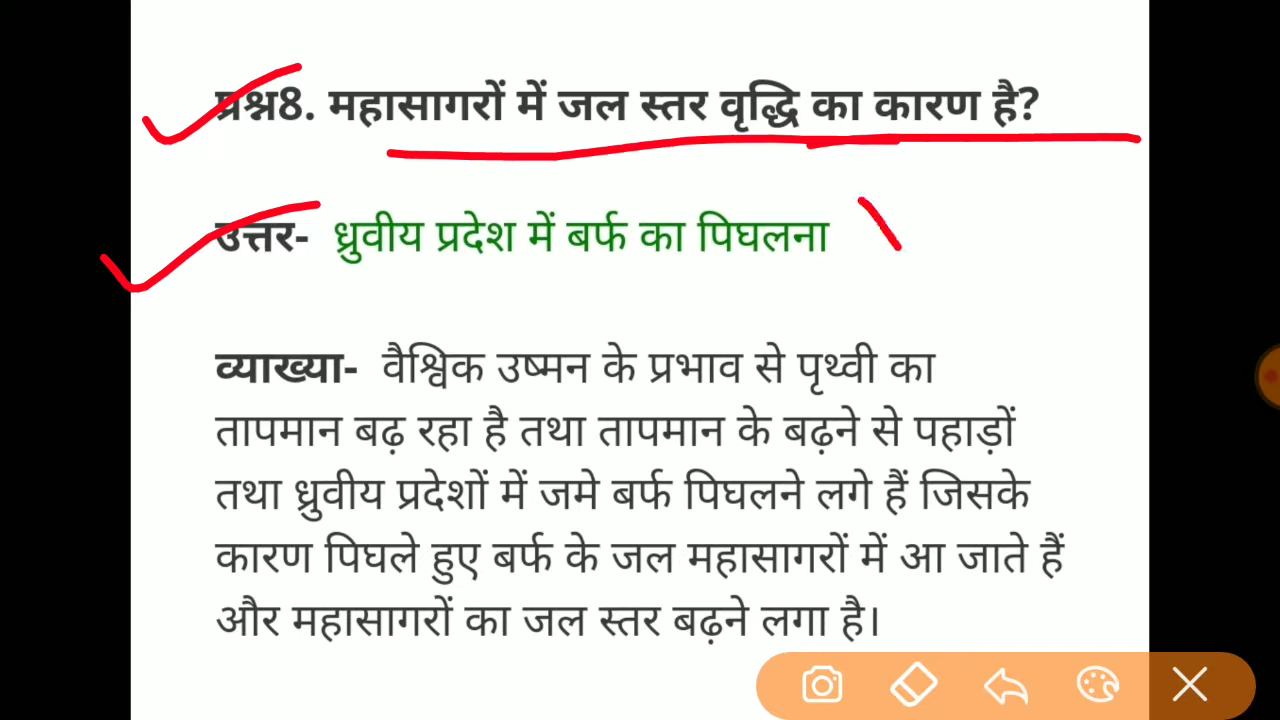 प्रश्न8. महासागरों में जल स्तर वृद्धि का कारण है?
उत्तर- ध्रुवीय प्रदेश में बर्फ का पिघलना
व्याख्या- वैश्विक उष्मन के प्रभाव से पृथ्वी का
तापमान बढ़ रहा है तथा तापमान के बढ़ने से पहाड़ों
तथा ध्रुवीय प्रदेशों में जमे बर्फ पिघलने लगे हैं जिसके
कारण पिघले हुए बर्फ के जल महासागरों में आ जाते हैं
और महासागरों का जल स्तर बढ़ने लगा है।